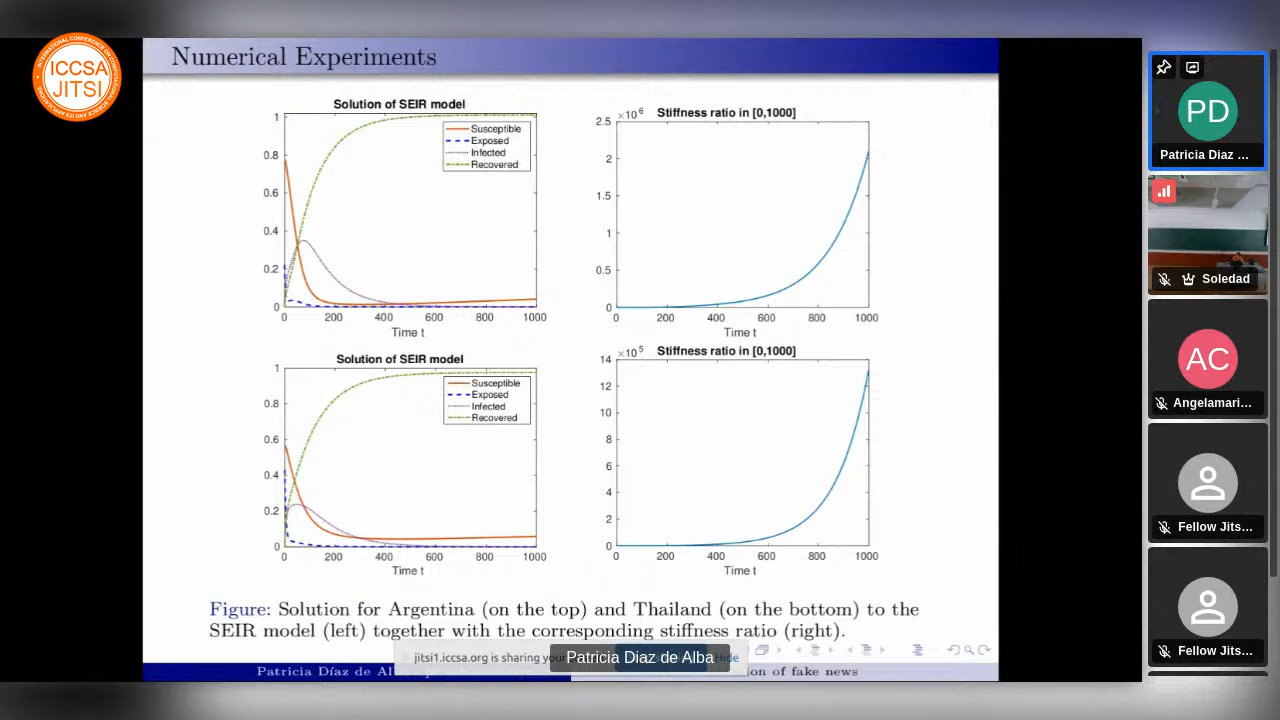 ICCSA
JITSI
Numerical Experiments
Solution of SEIR model
1
0.8
0.6
0.4
0.2
0
0 200 400 600 800 1000
Time t
Susceptible
Exposed
Infected
Recovered
Stiffness ratio in [0,1000]
×10^6
2.5
2
1.5
1
0.5
0
0 200 400 600 800 1000
Time t
Solution of SEIR model
1
0.8
0.6
0.4
0.2
0
0 200 400 600 800 1000
Time t
Susceptible
Exposed
Infected
Recovered
Stiffness ratio in [0,1000]
×10^5
14
12
10
8
6
4
2
0
0 200 400 600 800 1000
Time t
Figure: Solution for Argentina (on the top) and Thailand (on the bottom) to the
SEIR model (left) together with the corresponding stiffness ratio (right).
jitsi1.iccsa.org is sharing your
Hide
Patricia Diaz de Alba
Patricia Díaz de Alba
of fake news
PD
Patricia Diaz ...
Soledad
AC
Angelamari...
Fellow Jits...
Fellow Jits...